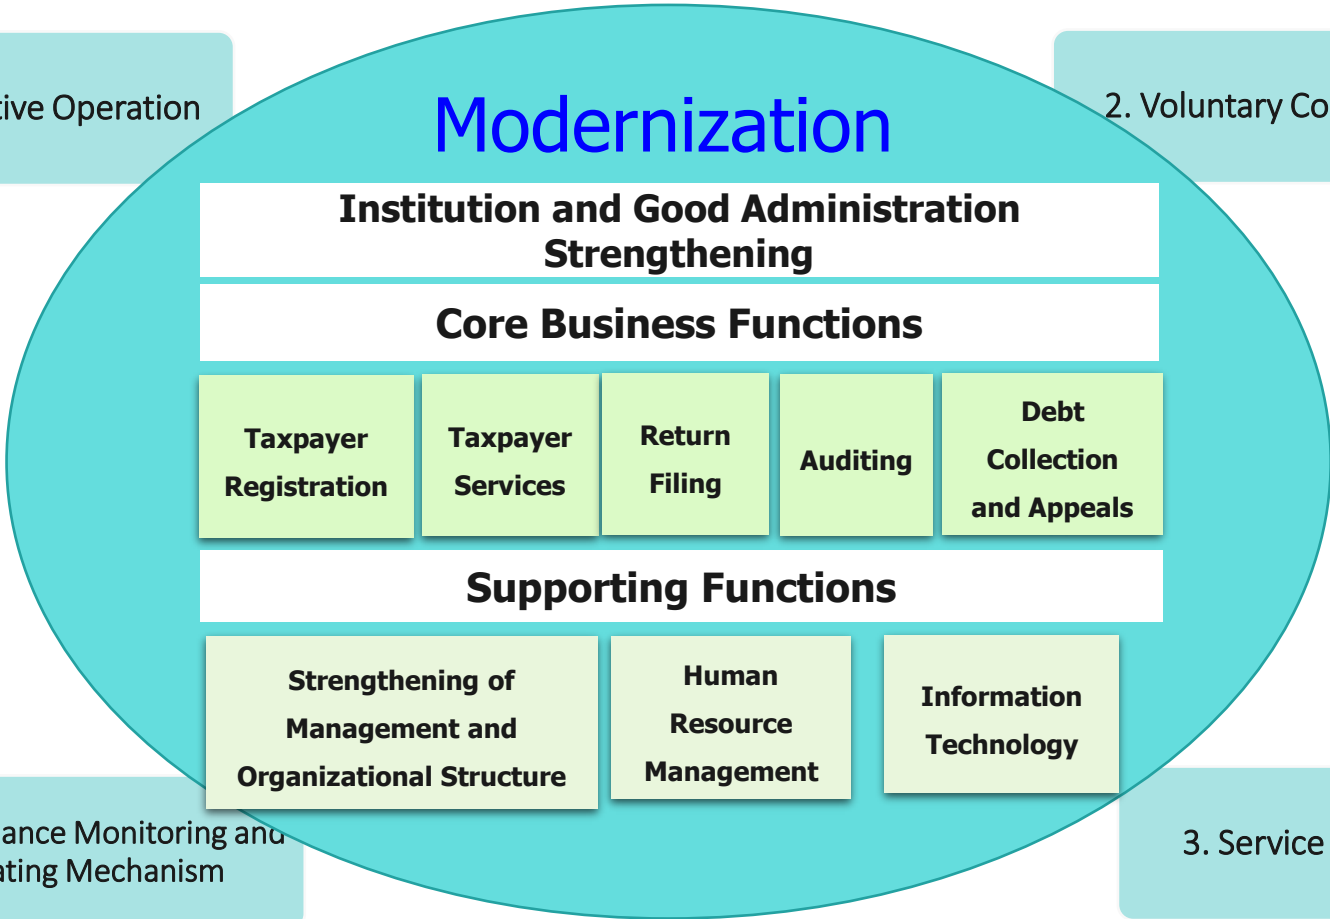 tive Operation
2. Voluntary Co
Modernization
Institution and Good Administration
Strengthening
Core Business Functions
Taxpayer
Registration
Taxpayer
Services
Return
Filing
Auditing
Debt
Collection
and Appeals
Supporting Functions
Strengthening of
Management and
Organizational Structure
Human
Resource
Management
Information
Technology
ance Monitoring and
ating Mechanism
3. Service